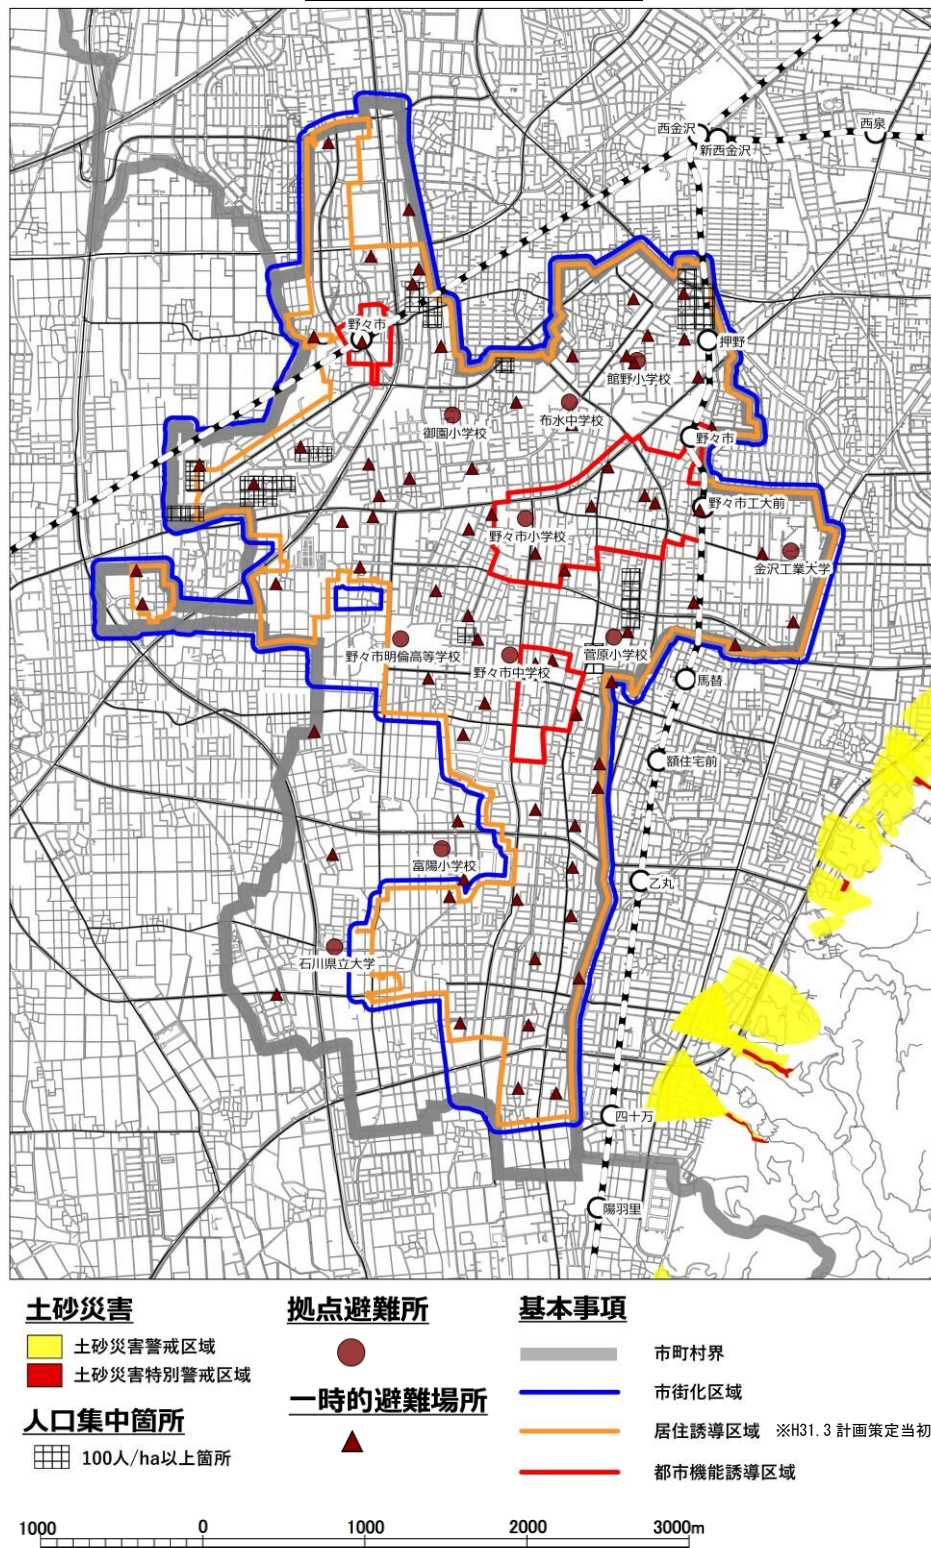 西金沢
新西金沢
西泉
野々市
押野
館野小学校
御園小学校
布水中学校
野々市
野々市工大前
野々市小学校
金沢工業大学
野々市明倫高等学校
野々市中学校
菅原小学校
馬替
額住宅前
富陽小学校
乙丸
石川県立大学
四十万
陽羽里
土砂災害
土砂災害警戒区域
土砂災害特別警戒区域
人口集中箇所
100人/ha以上箇所
拠点避難所
一時的避難場所
基本事項
市町村界
市街化区域
居住誘導区域 ※H31.3 計画策定当初
都市機能誘導区域
1000 0 1000 2000 3000m